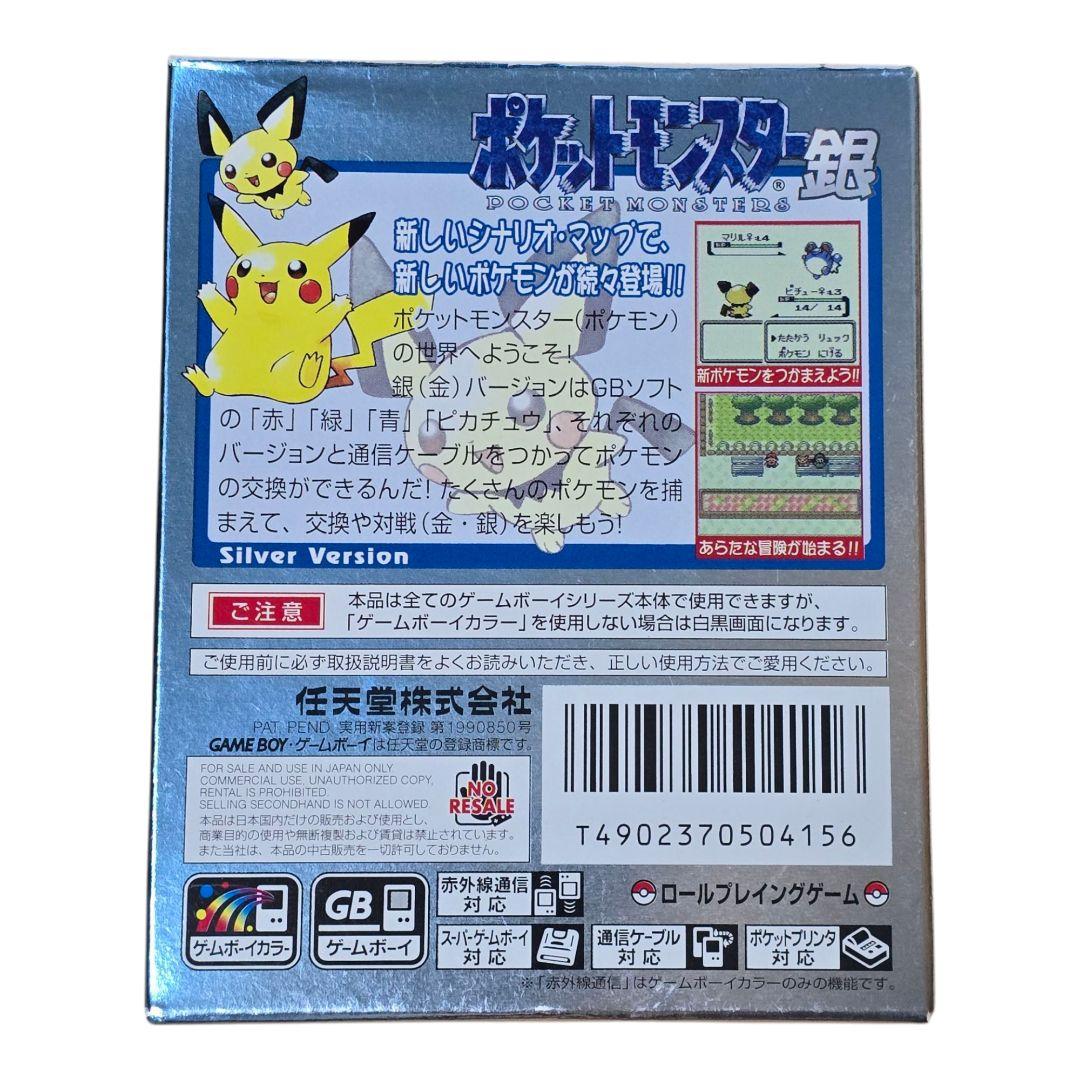 ポケットモンスター銀
POCKET MONSTERS®
新しいシナリオ・マップで、
新しいポケモンが続々登場!!
ポケットモンスター(ポケモン)
の世界へようこそ!
銀(金)バージョンはGBソフト
の「赤」「緑」「青」「ピカチュウ」、それぞれの
バージョンと通信ケーブルをつかってポケモン
の交換ができるんだ!たくさんのポケモンを捕
まえて、交換や対戦(金・銀)を楽しもう!
Silver Version
マリル♀:L4
HP:
ピチュー♀:L3
HP:
14/ 14
▶たたかう リュック
ポケモン にげる
新ポケモンをつかまえよう!!
あらたな冒険が始まる!!
ご注意
本品は全てのゲームボーイシリーズ本体で使用できますが、
「ゲームボーイカラー」を使用しない場合は白黒画面になります。
ご使用前に必ず取扱説明書をよくお読みいただき、正しい使用方法でご愛用ください。
任天堂株式会社
PAT. PEND. 実用新案登録 第1990850号
GAME BOY・ゲームボーイは任天堂の登録商標です。
FOR SALE AND USE IN JAPAN ONLY.
COMMERCIAL USE, UNAUTHORIZED COPY,
RENTAL IS PROHIBITED.
SELLING SECONDHAND IS NOT ALLOWED.
本品は日本国内だけの販売および使用とし、
商業目的の使用や無断複製および賃貸は禁止されています。
また当社は、本品の中古販売を一切許可しておりません。
NO
RESALE
T4902370504156
ゲームボーイカラー
GB
ゲームボーイ
赤外線通信
対応
ロールプレイングゲーム
スーパーゲームボーイ
対応
通信ケーブル
対応
ポケットプリンタ
対応
※「赤外線通信」はゲームボーイカラーのみの機能です。